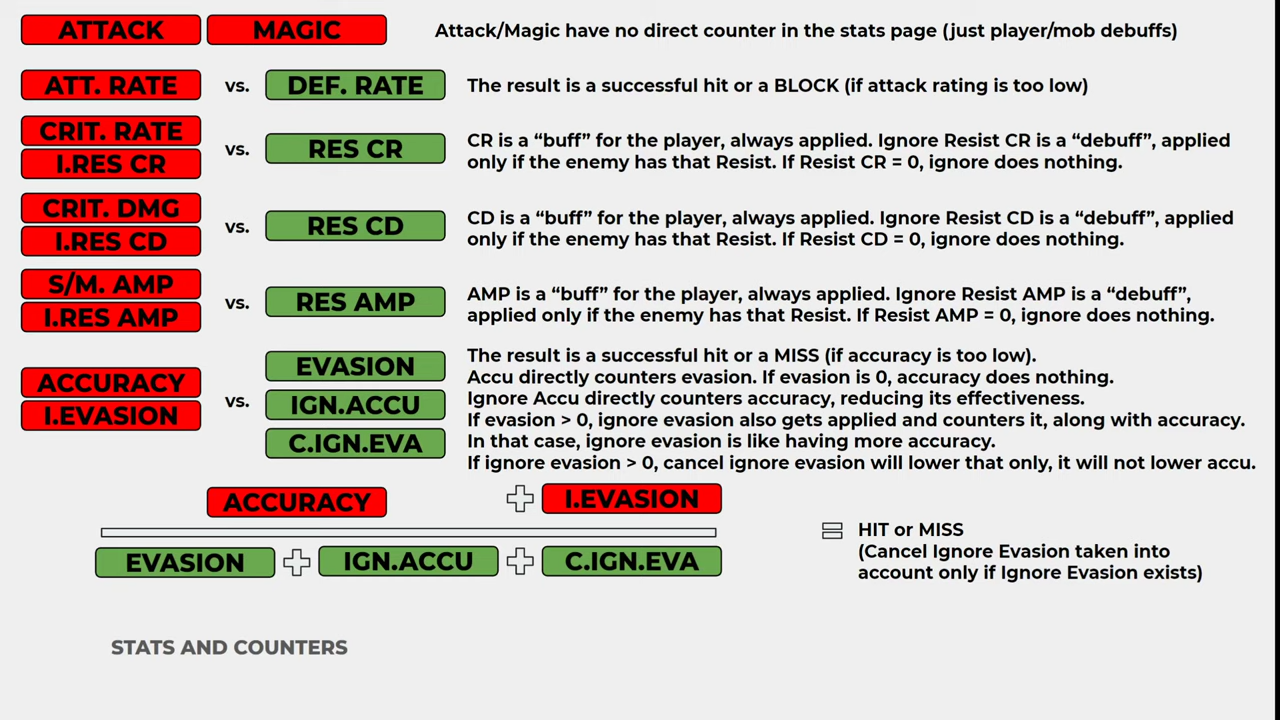 ATTACK MAGIC Attack/Magic have no direct counter in the stats page (just player/mob debuffs)
ATT. RATE vs. DEF. RATE The result is a successful hit or a BLOCK (if attack rating is too low)
CRIT. RATE
I.RES CR
vs.
RES CR
CR is a “buff” for the player, always applied. Ignore Resist CR is a “debuff”, applied
only if the enemy has that Resist. If Resist CR = 0, ignore does nothing.
CRIT. DMG
I.RES CD
vs.
RES CD
CD is a “buff” for the player, always applied. Ignore Resist CD is a “debuff”, applied
only if the enemy has that Resist. If Resist CD = 0, ignore does nothing.
S/M. AMP
I.RES AMP
vs.
RES AMP
AMP is a “buff” for the player, always applied. Ignore Resist AMP is a “debuff”,
applied only if the enemy has that Resist. If Resist AMP = 0, ignore does nothing.
ACCURACY
I.EVASION
vs.
EVASION
IGN.ACCU
C.IGN.EVA
The result is a successful hit or a MISS (if accuracy is too low).
Accu directly counters evasion. If evasion is 0, accuracy does nothing.
Ignore Accu directly counters accuracy, reducing its effectiveness.
If evasion > 0, ignore evasion also gets applied and counters it, along with accuracy.
In that case, ignore evasion is like having more accuracy.
If ignore evasion > 0, cancel ignore evasion will lower that only, it will not lower accu.
ACCURACY + I.EVASION
EVASION + IGN.ACCU + C.IGN.EVA
= HIT or MISS
(Cancel Ignore Evasion taken into
account only if Ignore Evasion exists)
STATS AND COUNTERS